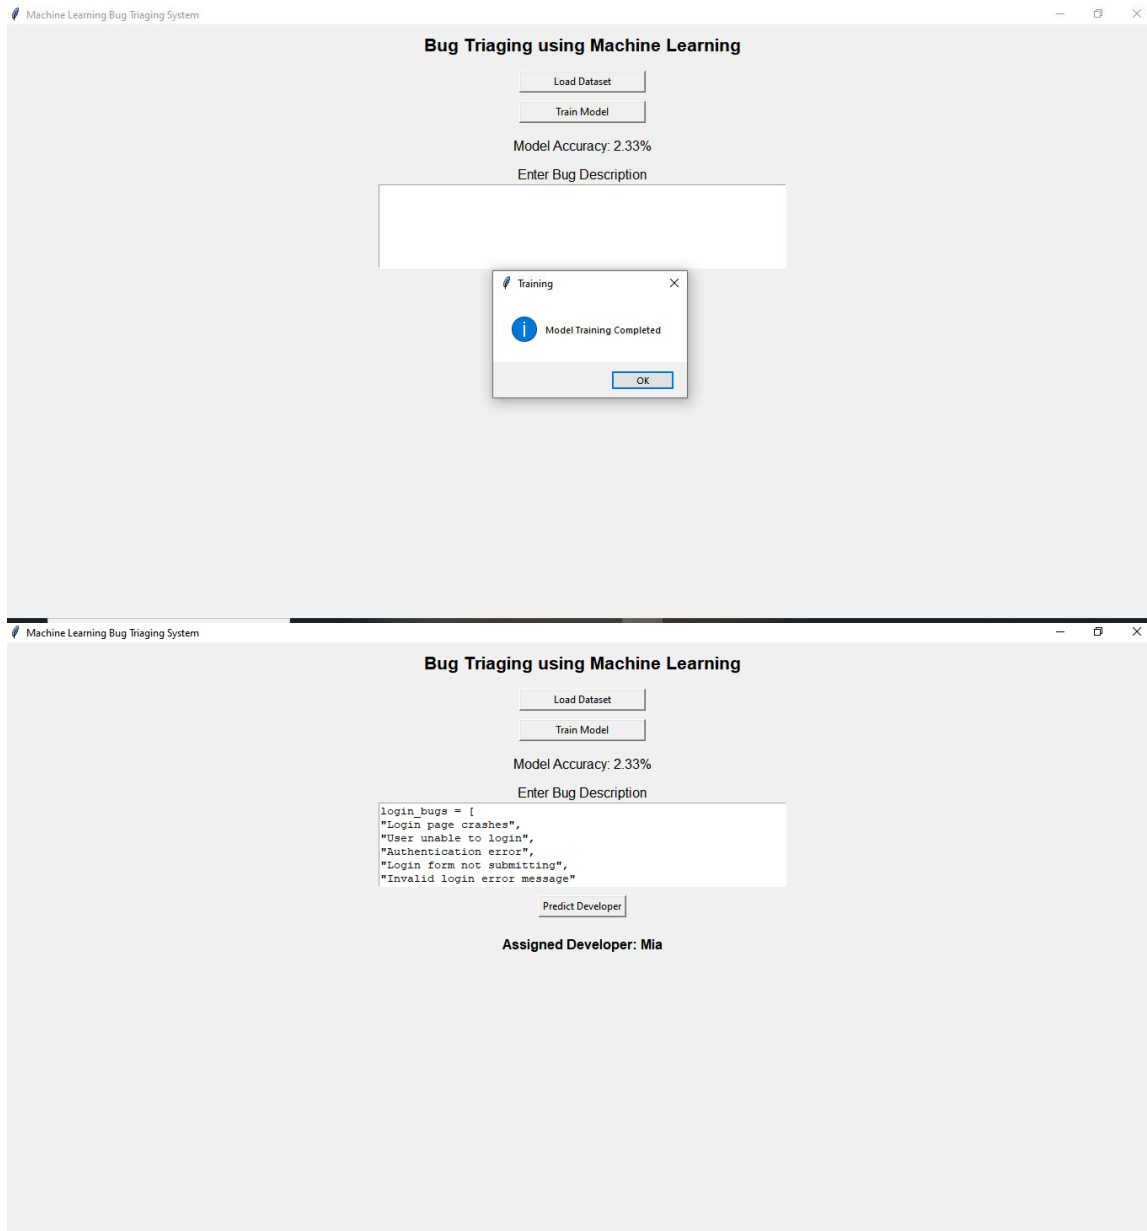 Machine Learning Bug Triaging System
Bug Triaging using Machine Learning
Load Dataset
Train Model
Model Accuracy: 2.33%
Enter Bug Description
Training
Model Training Completed
OK
Machine Learning Bug Triaging System
Bug Triaging using Machine Learning
Load Dataset
Train Model
Model Accuracy: 2.33%
Enter Bug Description
login_bugs = [
"Login page crashes",
"User unable to login",
"Authentication error",
"Login form not submitting",
"Invalid login error message"
Predict Developer
Assigned Developer: Mia